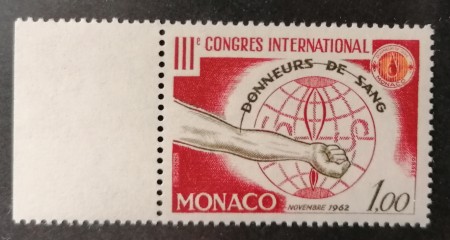 IIIᵉ CONGRES INTERNATIONAL
DONNEURS DE SANG
MONACO
NOVEMBRE 1962
1,00